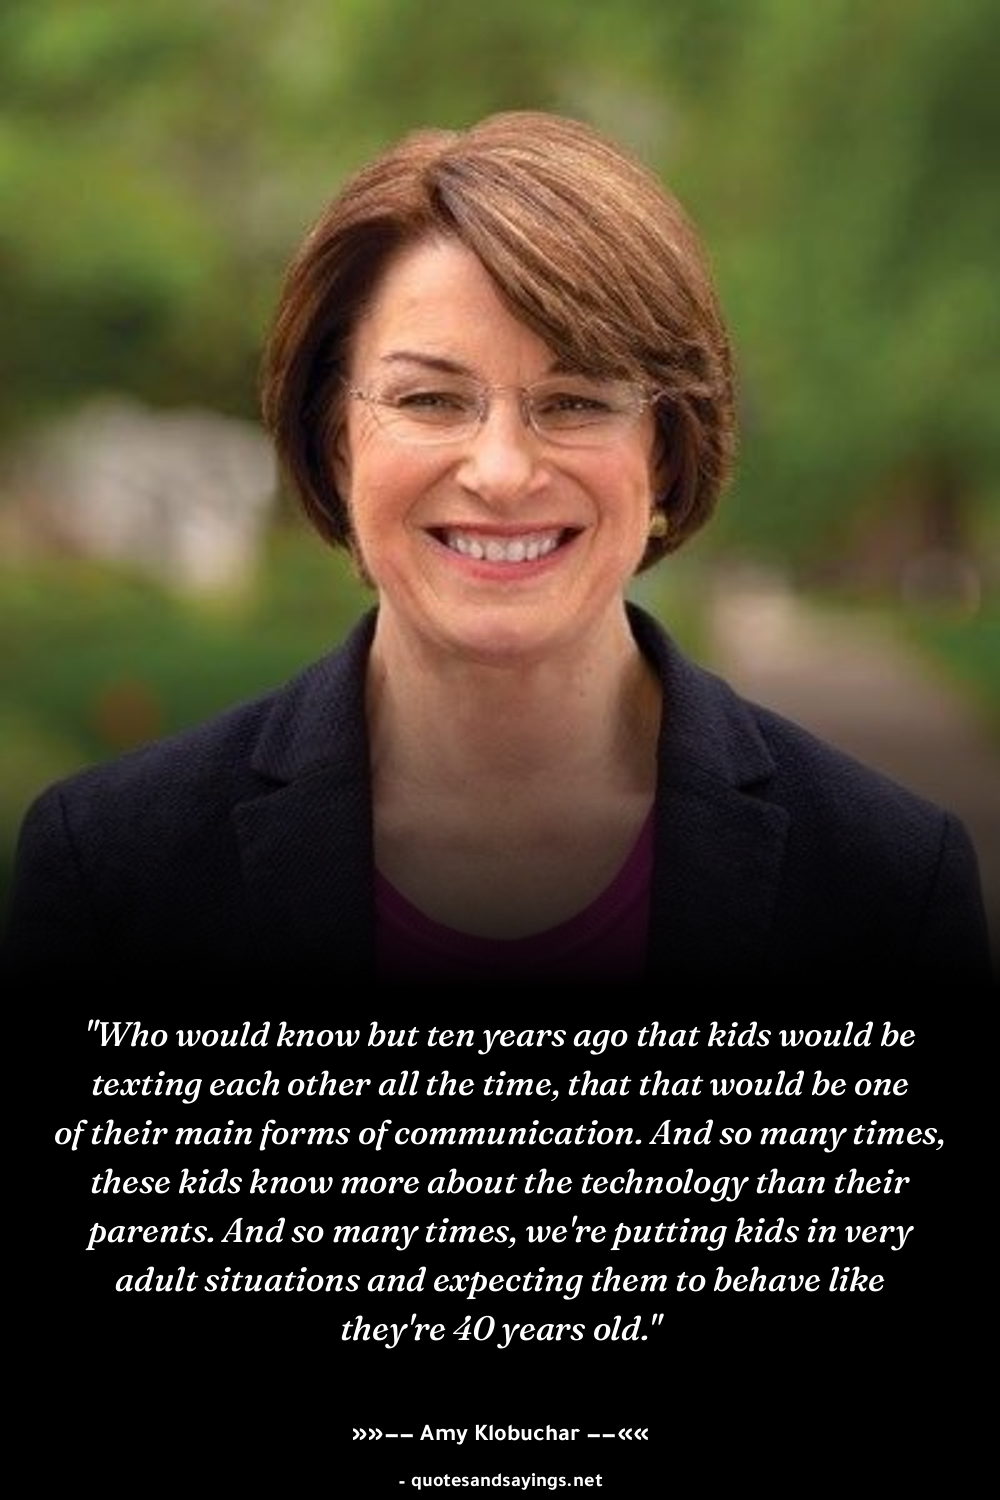 "Who would know but ten years ago that kids would be
texting each other all the time, that that would be one
of their main forms of communication. And so many times,
these kids know more about the technology than their
parents. And so many times, we're putting kids in very
adult situations and expecting them to behave like
they're 40 years old."
»»–– Amy Klobuchar ––««
- quotesandsayings.net